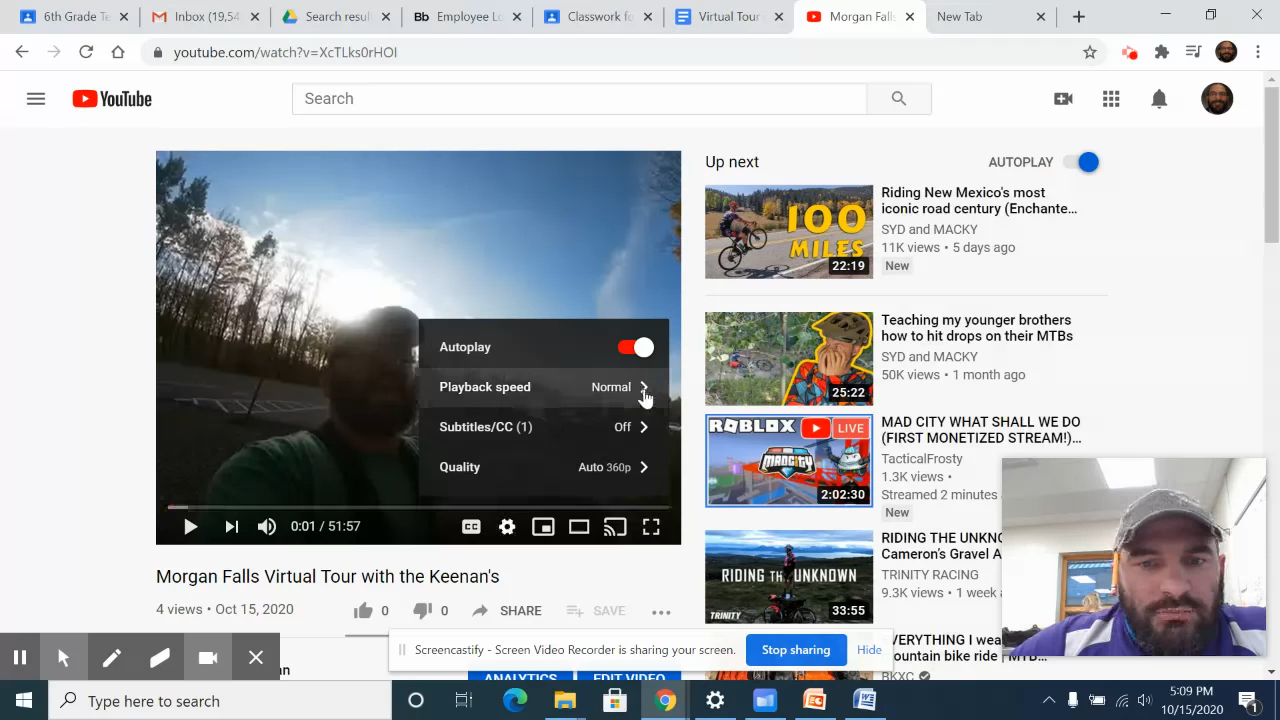 6th Grade T
Inbox (19,54
Search resul
Bb Employee L
Classwork fo
Virtual Tour
Morgan Falls
New Tab
youtube.com/watch?v=XcTLks0rHOI
YouTube
Search
Up next
AUTOPLAY
100
MILES
22:19
Riding New Mexico's most
iconic road century (Enchante...
SYD and MACKY
11K views • 5 days ago
New
25:22
Teaching my younger brothers
how to hit drops on their MTBs
SYD and MACKY
50K views • 1 month ago
ROBLOX
LIVE
MADCITY
2:02:30
MAD CITY WHAT SHALL WE DO
(FIRST MONETIZED STREAM!)...
TacticalFrosty
1.3K views •
Streamed 2 minutes
New
RIDING THE UNKNOWN
TRINITY
33:55
RIDING THE UNKNO
Cameron's Gravel A
TRINITY RACING
9.3K views • 1 week
EVERYTHING I wea
mountain bike ride | MTB...
BKXC
Autoplay
Playback speed Normal
Subtitles/CC (1) Off
Quality Auto 360p
0:01 / 51:57
CC
Morgan Falls Virtual Tour with the Keenan's
4 views • Oct 15, 2020
0 0 SHARE SAVE
ANALYTICS
EDIT VIDEO
Screencastify - Screen Video Recorder is sharing your screen.
Stop sharing
Hide
Type here to search
5:09 PM
10/15/2020
1